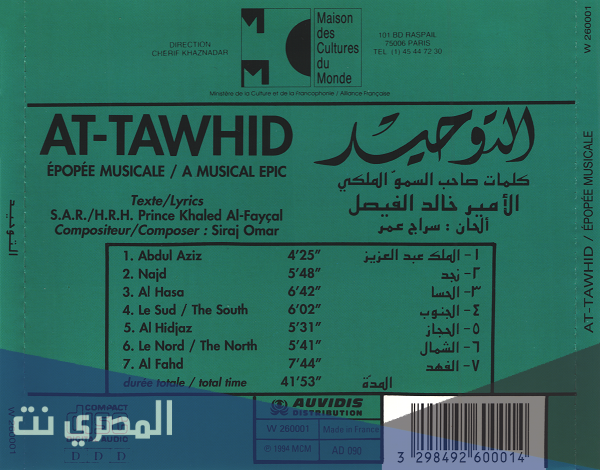 DIRECTION
CHÉRIF KHAZNADAR
Maison
des
Cultures
du
Monde
101 BD RASPAIL
75006 PARIS
TEL. (1) 45 44 72 30
Ministère de la Culture et de la Francophonie / Alliance Française
AT-TAWHID
التوحيد
ÉPOPÉE MUSICALE / A MUSICAL EPIC
كلمات صاحب السمو الملكي
Texte/Lyrics
الأمير خالد الفيصل
S.A.R./H.R.H. Prince Khaled Al-Fayçal
Compositeur/Composer : Siraj Omar
ألحان : سراج عمر
1. Abdul Aziz 4'25" ١- الملك عبد العزيز
2. Najd 5'48" ٢- نجد
3. Al Hasa 6'42" ٣- الحسا
4. Le Sud / The South 6'02" ٤- الجنوب
5. Al Hidjaz 5'31" ٥- الحجاز
6. Le Nord / The North 5'41" ٦- الشمال
7. Al Fahd 7'44" ٧- الفهد
durée totale / total time 41'53" المدة
AUVIDIS
DISTRIBUTION
W 260001 Made in France
℗ 1994 MCM AD 090
COMPACT
DIGITAL AUDIO
D D D
3 298492 600014
المصري نت
التوحيد
W 260001
W 260001
AT-TAWHID / ÉPOPÉE MUSICALE